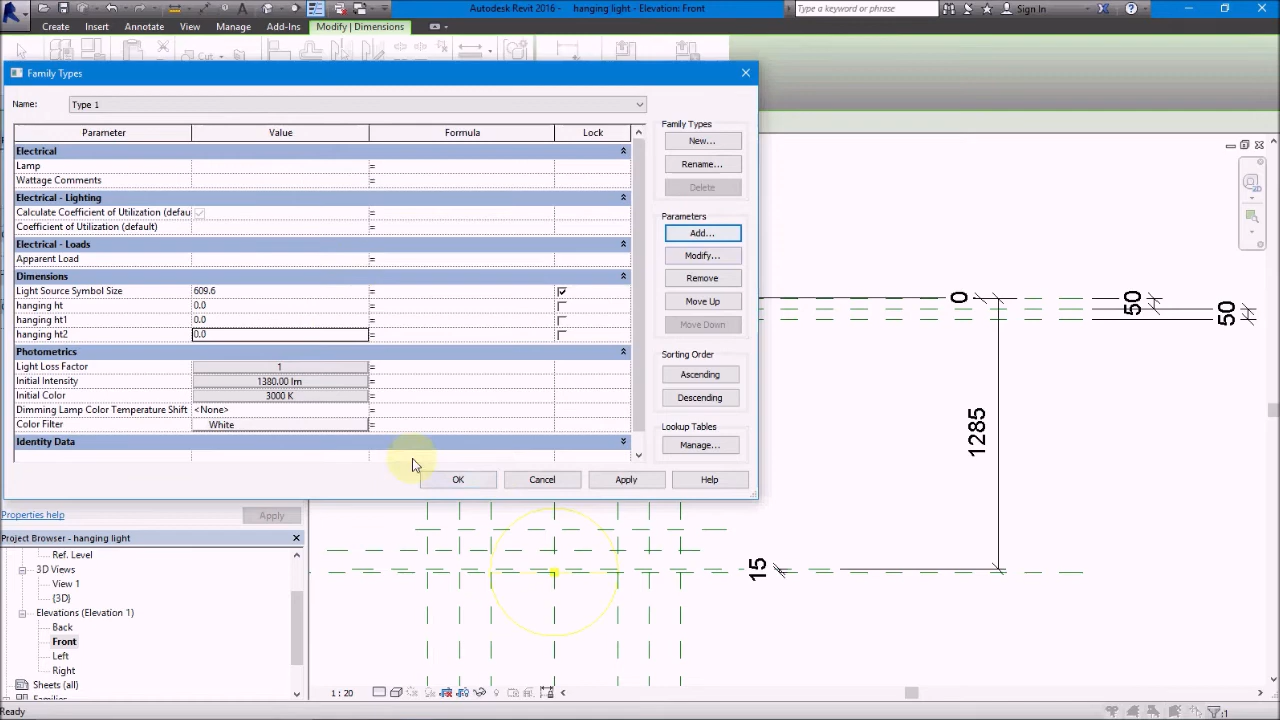 Autodesk Revit 2016 - hanging light - Elevation: Front
Type a keyword or phrase
Sign In
Create Insert Annotate View Manage Add-Ins Modify | Dimensions
Cut
Family Types
Name: Type 1
Parameter Value Formula Lock
Electrical
Lamp =
Wattage Comments =
Electrical - Lighting
Calculate Coefficient of Utilization (defau =
Coefficient of Utilization (default) =
Electrical - Loads
Apparent Load =
Dimensions
Light Source Symbol Size 609.6 =
hanging ht 0.0 =
hanging ht1 0.0 =
hanging ht2 0.0 =
Photometrics
Light Loss Factor 1 =
Initial Intensity 1380.00 lm =
Initial Color 3000 K =
Dimming Lamp Color Temperature Shift <None> =
Color Filter White =
Identity Data
Family Types
New...
Rename...
Delete
Parameters
Add...
Modify...
Remove
Move Up
Move Down
Sorting Order
Ascending
Descending
Lookup Tables
Manage...
OK Cancel Apply Help
0
50
50
1285
15
Properties help Apply
Project Browser - hanging light
Ref. Level
3D Views
View 1
{3D}
Elevations (Elevation 1)
Back
Front
Left
Right
Sheets (all)
Families
1 : 20
Ready
:1